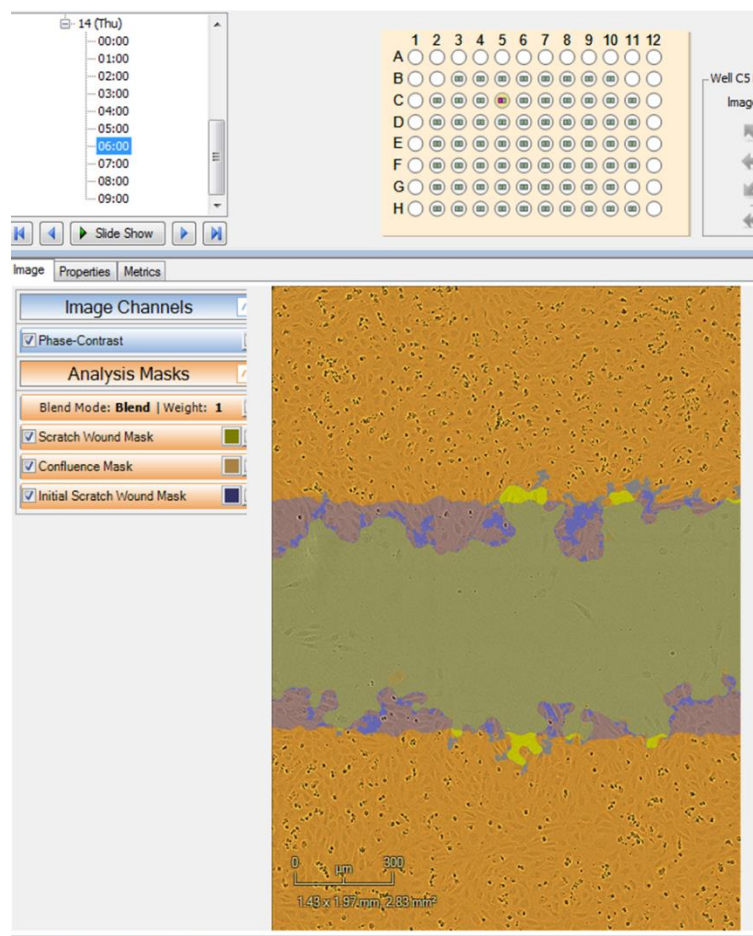 14 (Thu)
00:00
01:00
02:00
03:00
04:00
05:00
06:00
07:00
08:00
09:00
Slide Show
1 2 3 4 5 6 7 8 9 10 11 12
A
B
C
D
E
F
G
H
Well C5
Image
Image Properties Metrics
Image Channels
Phase-Contrast
Analysis Masks
Blend Mode: Blend | Weight: 1
Scratch Wound Mask
Confluence Mask
Initial Scratch Wound Mask
0 µm 300
1.43 x 1.97 mm, 2.83 mm²